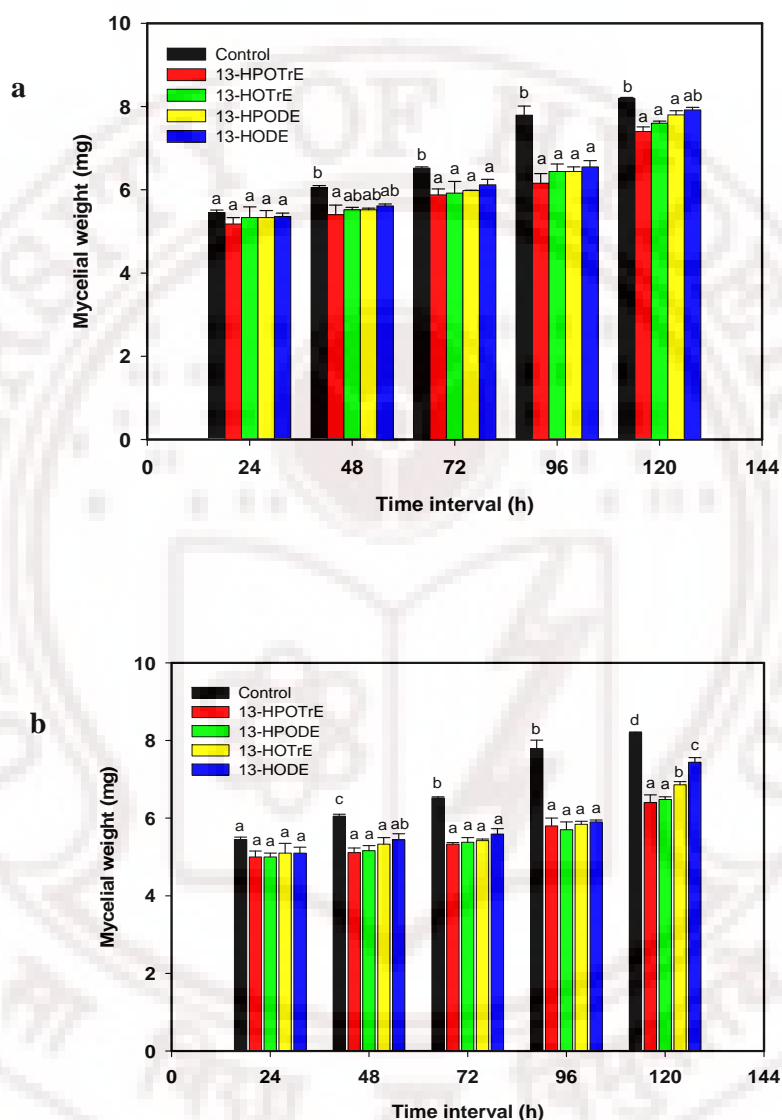 a
10
8
6
4
2
0
Mycelial weight (mg)
Control
13-HPOTrE
13-HOTrE
13-HPODE
13-HODE
a a a a a
b a ab ab ab
b a a a a
b a a a a
b a a a ab
0 24 48 72 96 120 144
Time interval (h)
b
10
8
6
4
2
0
Mycelial weight (mg)
Control
13-HPOTrE
13-HPODE
13-HOTrE
13-HODE
a a a a a
c a a a ab
b a a a a
b a a a a
d a a b c
0 24 48 72 96 120 144
Time interval (h)